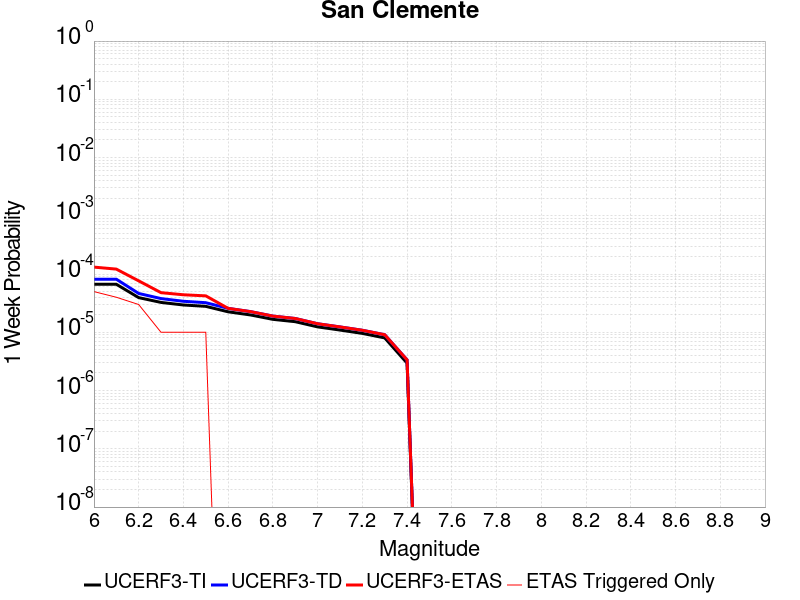 San Clemente
10^0
10^-1
10^-2
10^-3
10^-4
10^-5
10^-6
10^-7
10^-8
1 Week Probability
6 6.2 6.4 6.6 6.8 7 7.2 7.4 7.6 7.8 8 8.2 8.4 8.6 8.8 9
Magnitude
UCERF3-TI UCERF3-TD UCERF3-ETAS ETAS Triggered Only